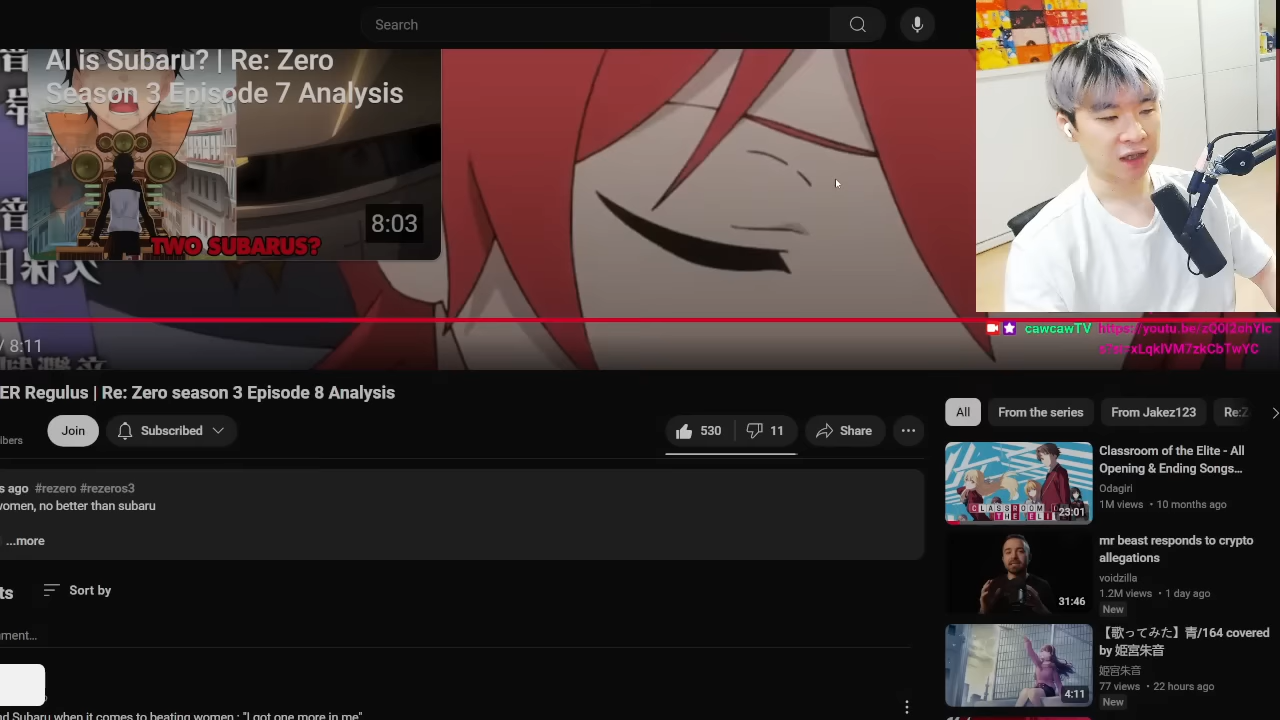 Search
AI is Subaru? | Re: Zero
Season 3 Episode 7 Analysis
8:03
TWO SUBARUS?
/ 8:11
cawcawTV
ER Regulus | Re: Zero season 3 Episode 8 Analysis
ibers
Join
Subscribed
530
11
Share
s ago #rezero #rezeros3
women, no better than subaru
...more
ts
Sort by
mment...
nd Subaru when it comes to beating women : "I got one more in me"
All
From the series
From Jakez123
Re:Z
Classroom of the Elite - All
Opening & Ending Songs...
Odagiri
1M views • 10 months ago
23:01
mr beast responds to crypto
allegations
voidzilla
1.2M views • 1 day ago
New
31:46
【歌ってみた】青/164 covered
by 姫宮朱音
姫宮朱音
77 views • 22 hours ago
New
4:11